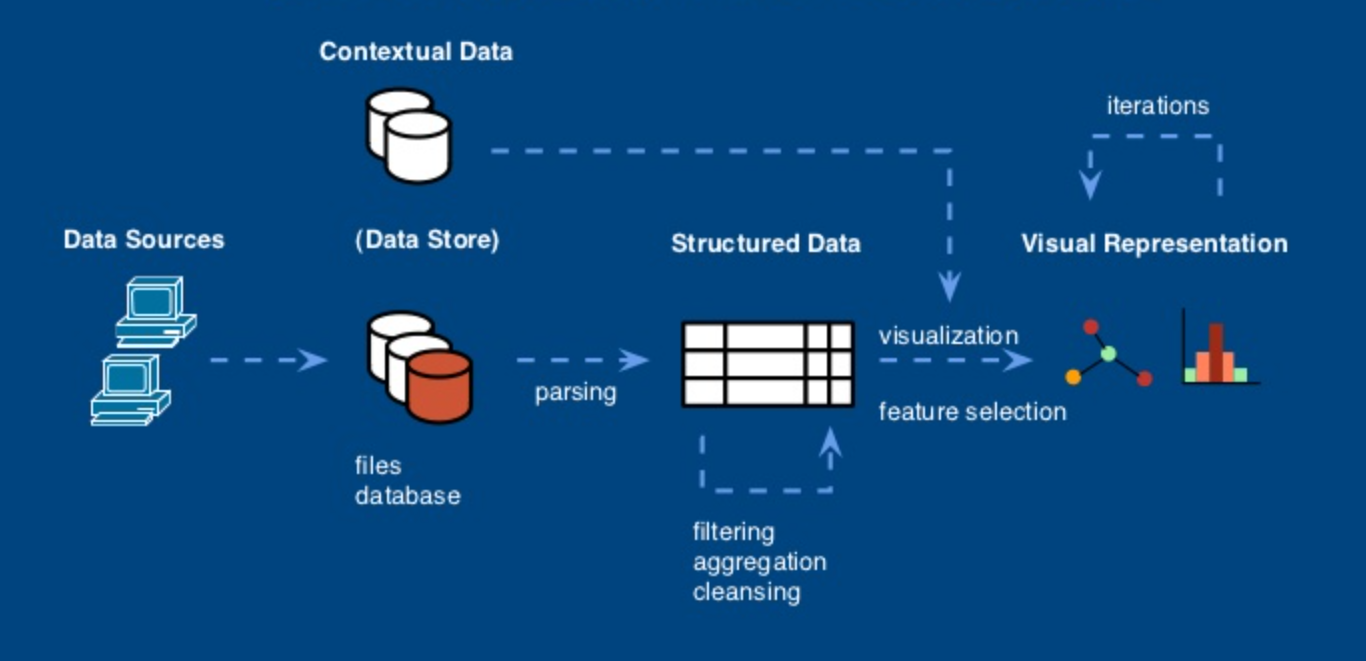 Contextual Data
iterations
Data Sources
(Data Store)
Structured Data
Visual Representation
visualization
parsing
feature selection
files
database
filtering
aggregation
cleansing